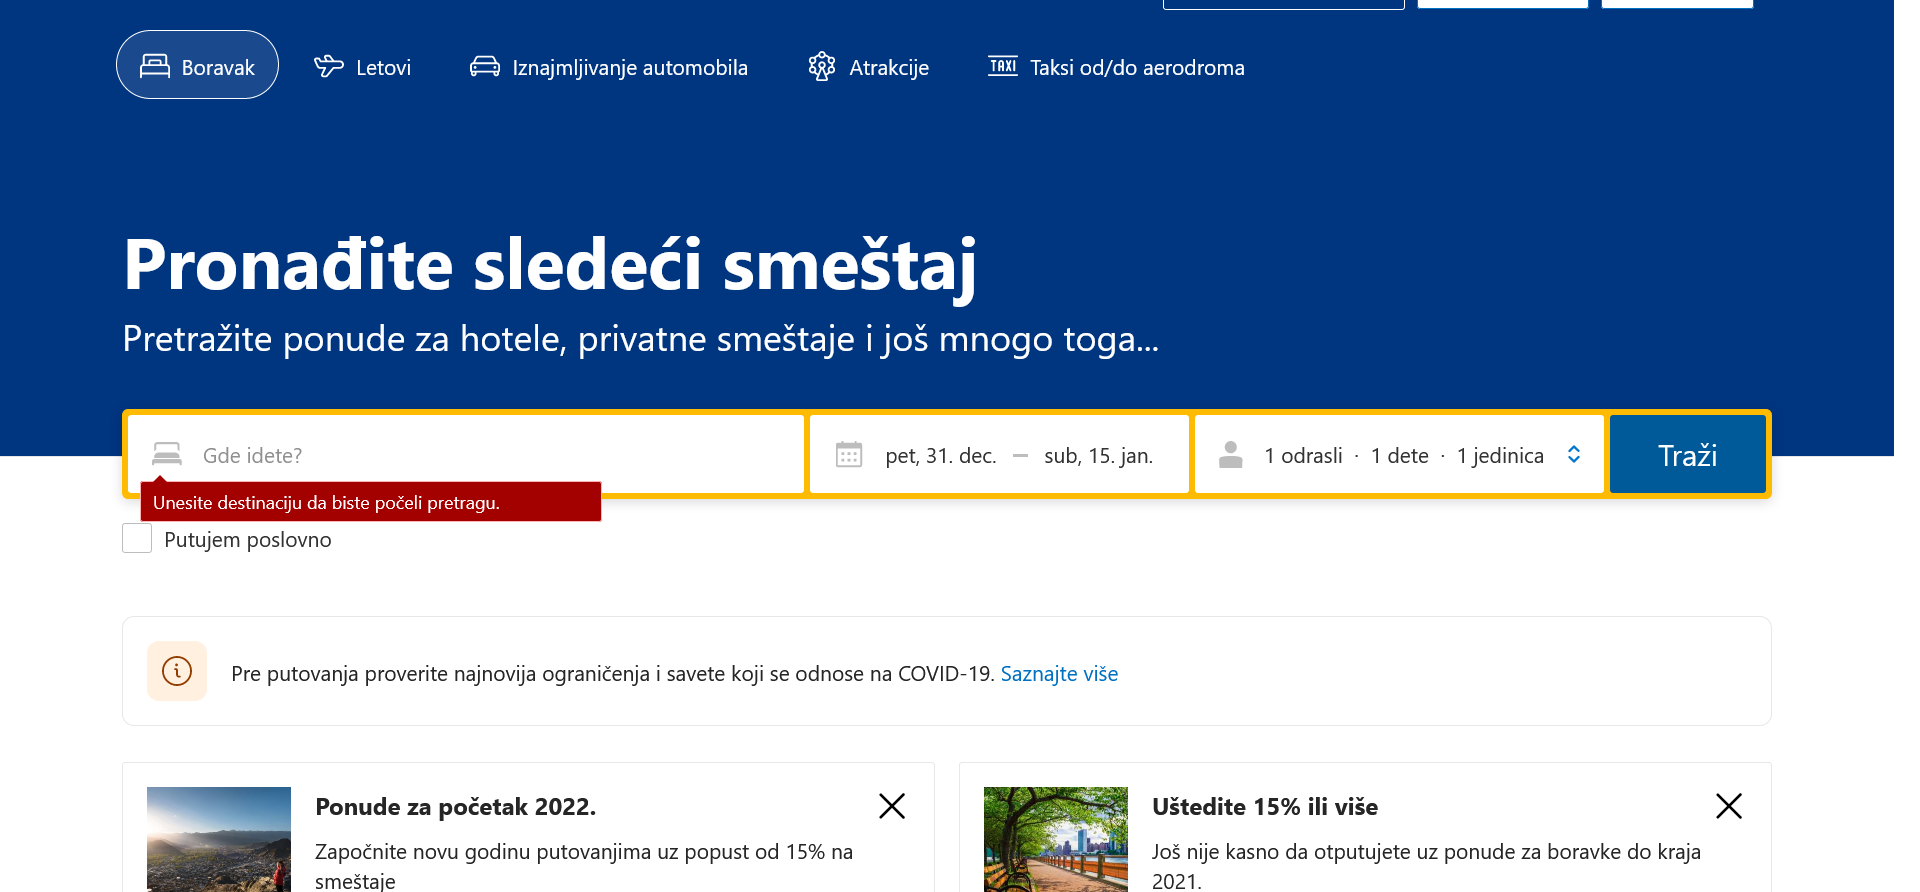 Boravak
Letovi
Iznajmljivanje automobila
Atrakcije
TAXI
Taksi od/do aerodroma
Pronađite sledeći smeštaj
Pretražite ponude za hotele, privatne smeštaje i još mnogo toga...
Gde idete?
pet, 31. dec. — sub, 15. jan.
1 odrasli · 1 dete · 1 jedinica
Traži
Unesite destinaciju da biste počeli pretragu.
Putujem poslovno
Pre putovanja proverite najnovija ograničenja i savete koji se odnose na COVID-19. Saznajte više
Ponude za početak 2022.
Započnite novu godinu putovanjima uz popust od 15% na
smeštaje
Uštedite 15% ili više
Još nije kasno da otputujete uz ponude za boravke do kraja
2021.